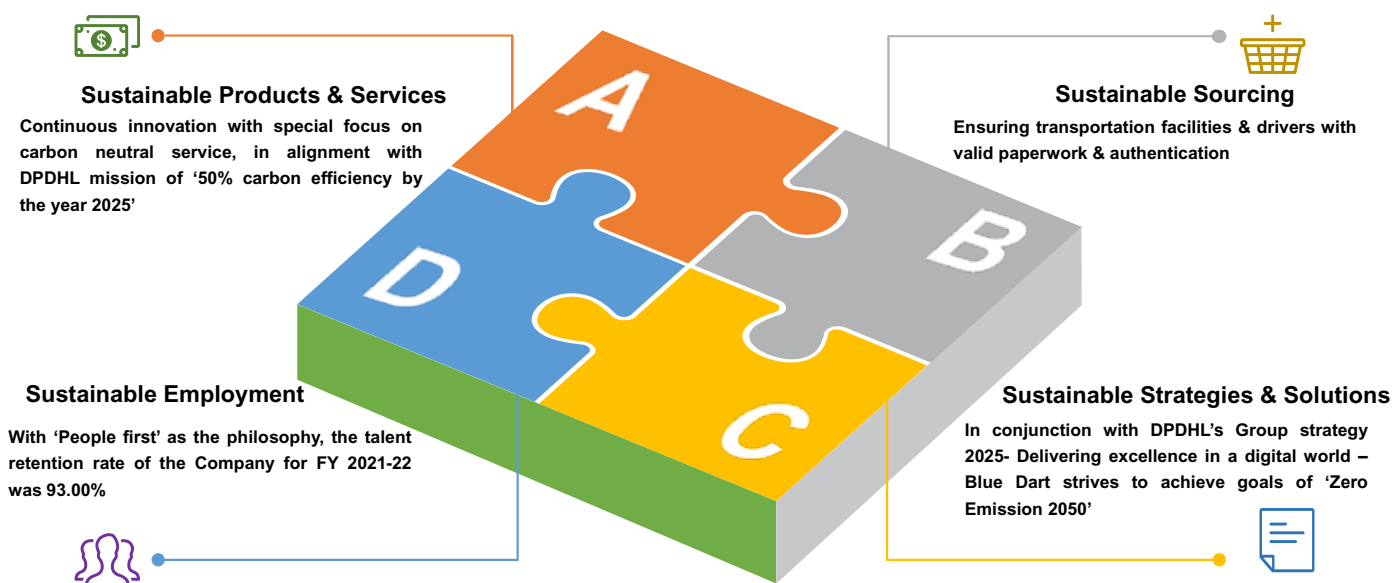 $
Sustainable Products & Services
Continuous innovation with special focus on
carbon neutral service, in alignment with
DPDHL mission of ‘50% carbon efficiency by
the year 2025’
A
Sustainable Sourcing
Ensuring transportation facilities & drivers with
valid paperwork & authentication
B
D
Sustainable Employment
With ‘People first’ as the philosophy, the talent
retention rate of the Company for FY 2021-22
was 93.00%
C
Sustainable Strategies & Solutions
In conjunction with DPDHL’s Group strategy
2025- Delivering excellence in a digital world –
Blue Dart strives to achieve goals of ‘Zero
Emission 2050’